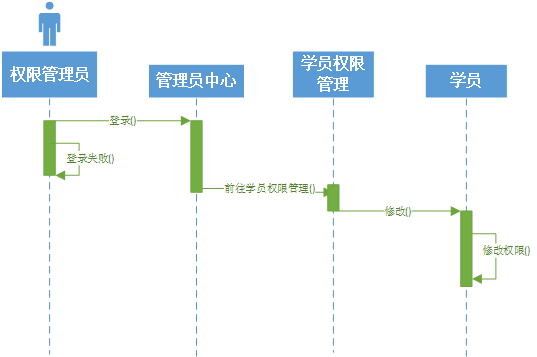 权限管理员
管理员中心
学员权限
管理
学员
登录()
登录失败()
前往学员权限管理()
修改()
修改权限()